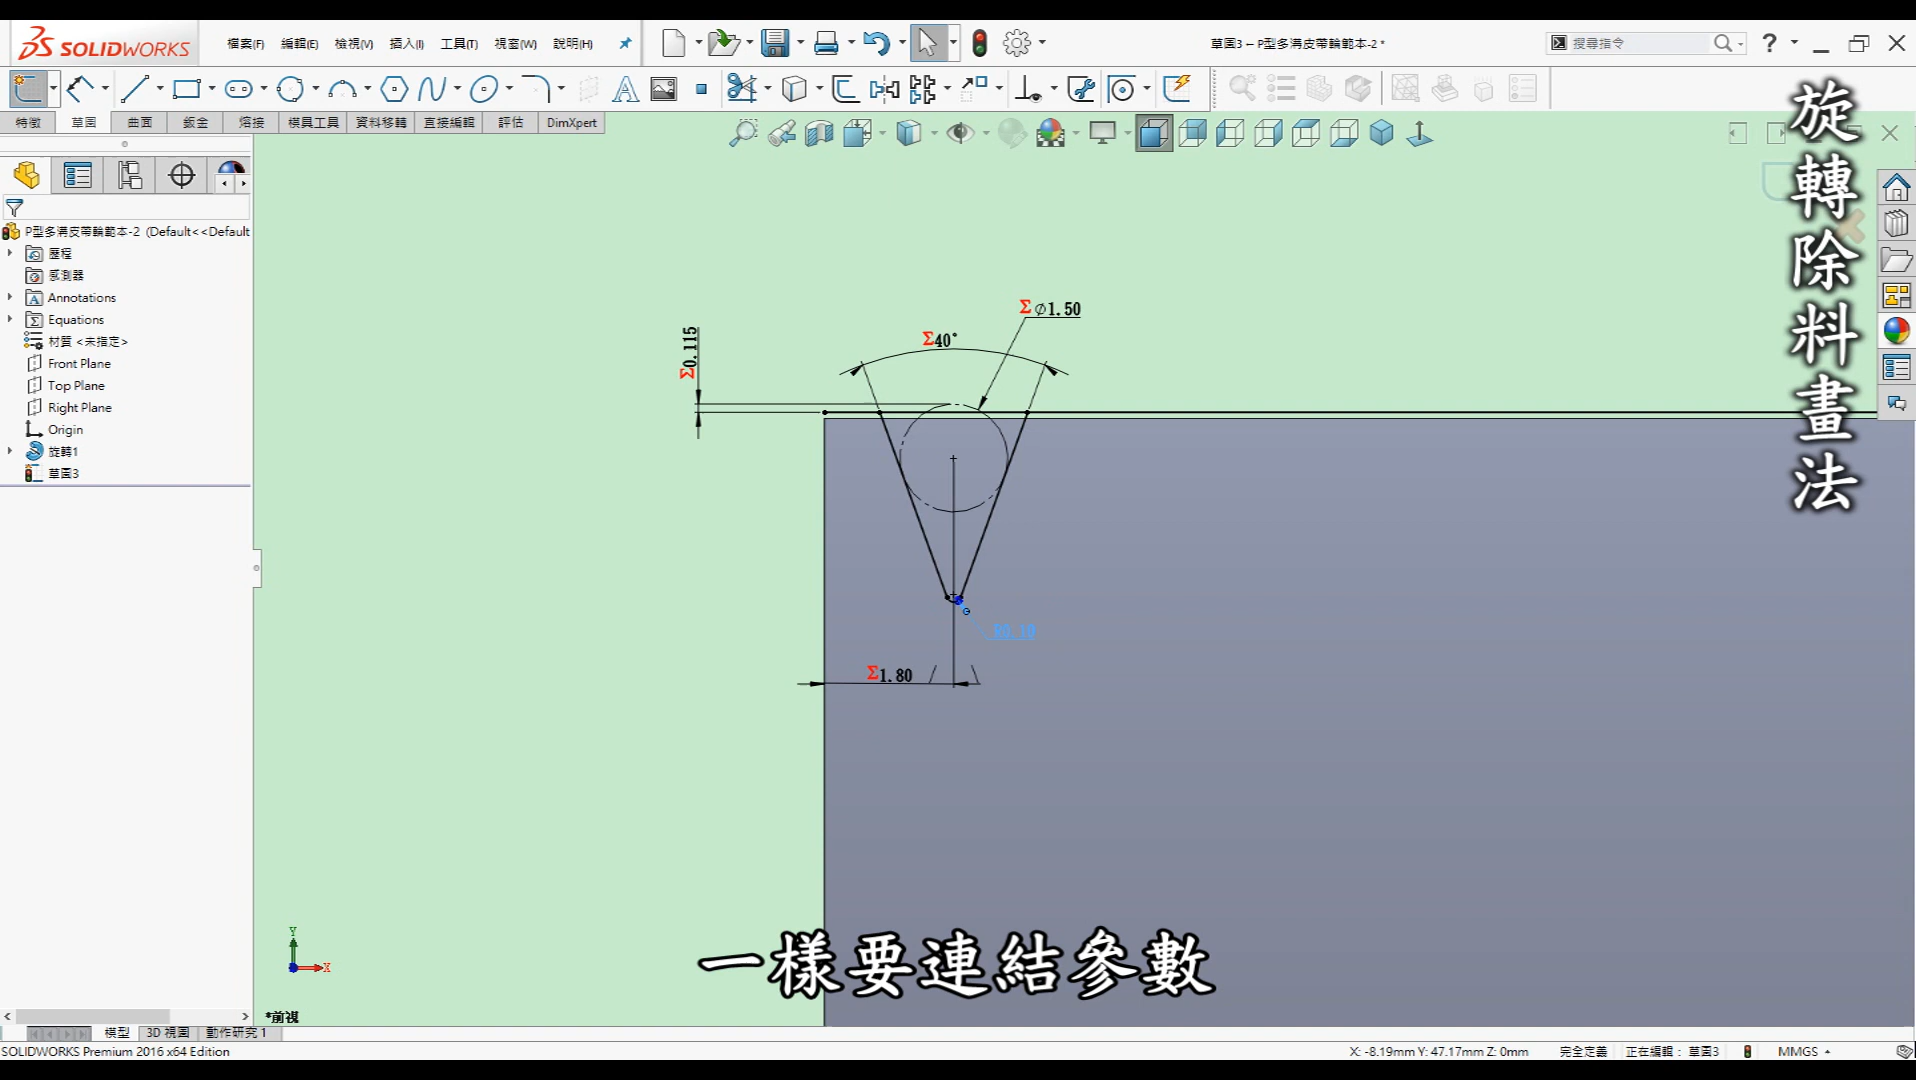 SOLIDWORKS
檔案(F) 編輯(E) 檢視(V) 插入(I) 工具(T) 視窗(W) 說明(H)
草圖3 – P型多溝皮帶輪範本-2 *
搜尋指令
特徵 草圖 曲面 鈑金 熔接 模具工具 資料移轉 直接編輯 評估 DimXpert
P型多溝皮帶輪範本-2 (Default<<Default
歷程
感測器
Annotations
Equations
材質 <未指定>
Front Plane
Top Plane
Right Plane
Origin
旋轉1
草圖3
Σ∅1.50
Σ40°
Σ0.115
R0.10
Σ1.80
旋轉除料畫法
一樣要連結參數
Y
X
*前視
模型 3D 視圖 動作研究 1
SOLIDWORKS Premium 2016 x64 Edition
X: -8.19mm Y: 47.17mm Z: 0mm 完全定義 正在編輯： 草圖3 MMGS